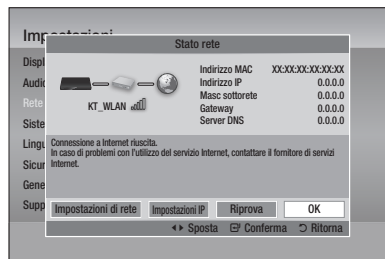 Impostazioni
Stato rete
Displ
Audio
Rete
Siste
Lingu
Sicur
Gene
Supp
KT_WLAN
Indirizzo MAC XX:XX:XX:XX:XX:XX
Indirizzo IP 0.0.0.0
Masc sottorete 0.0.0.0
Gateway 0.0.0.0
Server DNS 0.0.0.0
Connessione a Internet riuscita.
In caso di problemi con l'utilizzo del servizio Internet, contattare il fornitore di servizi
Internet.
Impostazioni di rete Impostazioni IP Riprova OK
Sposta Conferma Ritorna